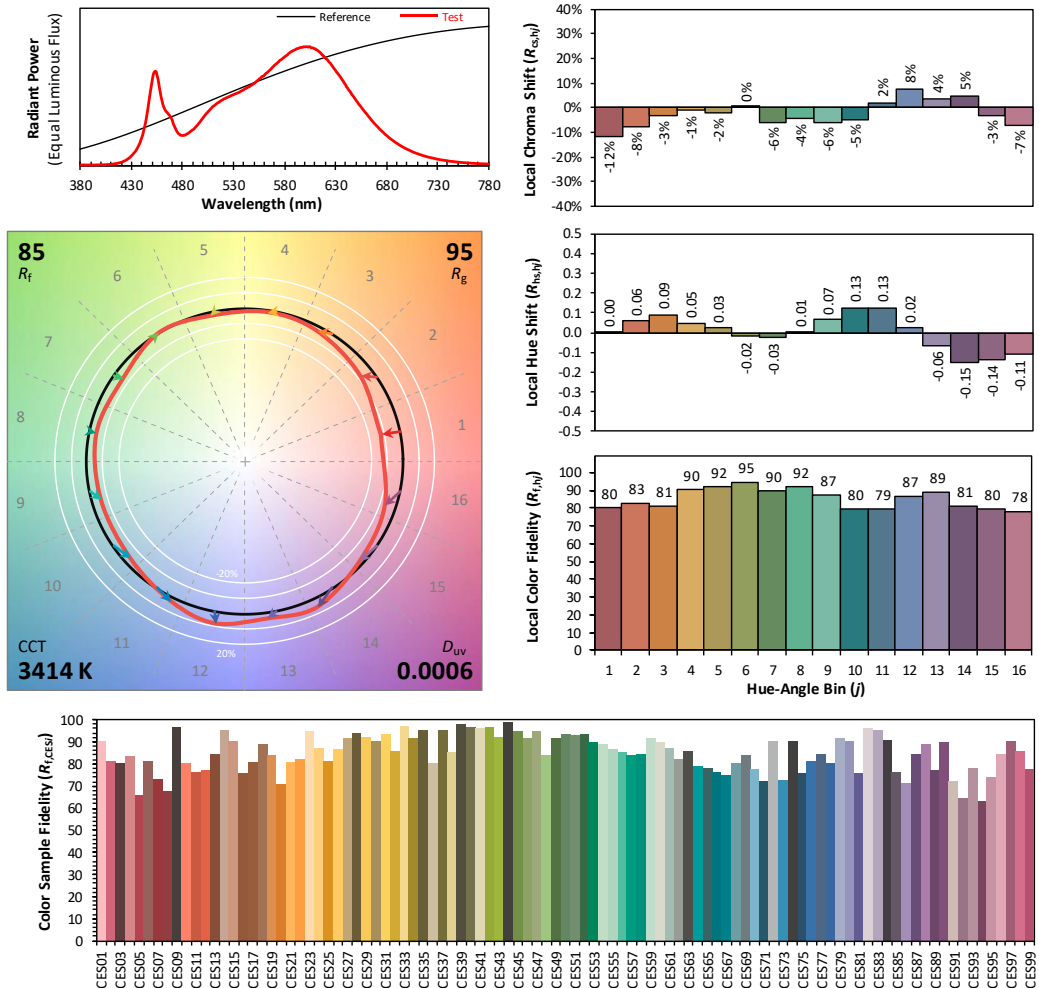 Radiant Power
(Equal Luminous Flux)
Reference
Test
380 430 480 530 580 630 680 730 780
Wavelength (nm)
Local Chroma Shift (Rcs,hj)
40%
30%
20%
10%
0%
-10%
-20%
-30%
-40%
-12% -8% -3% -1% -2% 0% -6% -4% -6% -5% 2% 8% 4% 5% -3% -7%
85
Rf
95
Rg
5 4
6 3
7 2
8 1
9 16
10 15
11 14
12 13
-20%
20%
CCT
3414 K
Duv
0.0006
Local Hue Shift (Rhs,hj)
0.5
0.4
0.3
0.2
0.1
0.0
-0.1
-0.2
-0.3
-0.4
-0.5
0.00 0.06 0.09 0.05 0.03 -0.02 -0.03 0.01 0.07 0.13 0.13 0.02 -0.06 -0.15 -0.14 -0.11
Local Color Fidelity (Rf,hj)
100
90
80
70
60
50
40
30
20
10
0
80 83 81 90 92 95 90 92 87 80 79 87 89 81 80 78
1 2 3 4 5 6 7 8 9 10 11 12 13 14 15 16
Hue-Angle Bin (j)
Color Sample Fidelity (Rf,CESi)
100
90
80
70
60
50
40
30
20
10
0
CES01 CES03 CES05 CES07 CES09 CES11 CES13 CES15 CES17 CES19 CES21 CES23 CES25 CES27 CES29 CES31 CES33 CES35 CES37 CES39 CES41 CES43 CES45 CES47 CES49 CES51 CES53 CES55 CES57 CES59 CES61 CES63 CES65 CES67 CES69 CES71 CES73 CES75 CES77 CES79 CES81 CES83 CES85 CES87 CES89 CES91 CES93 CES95 CES97 CES99